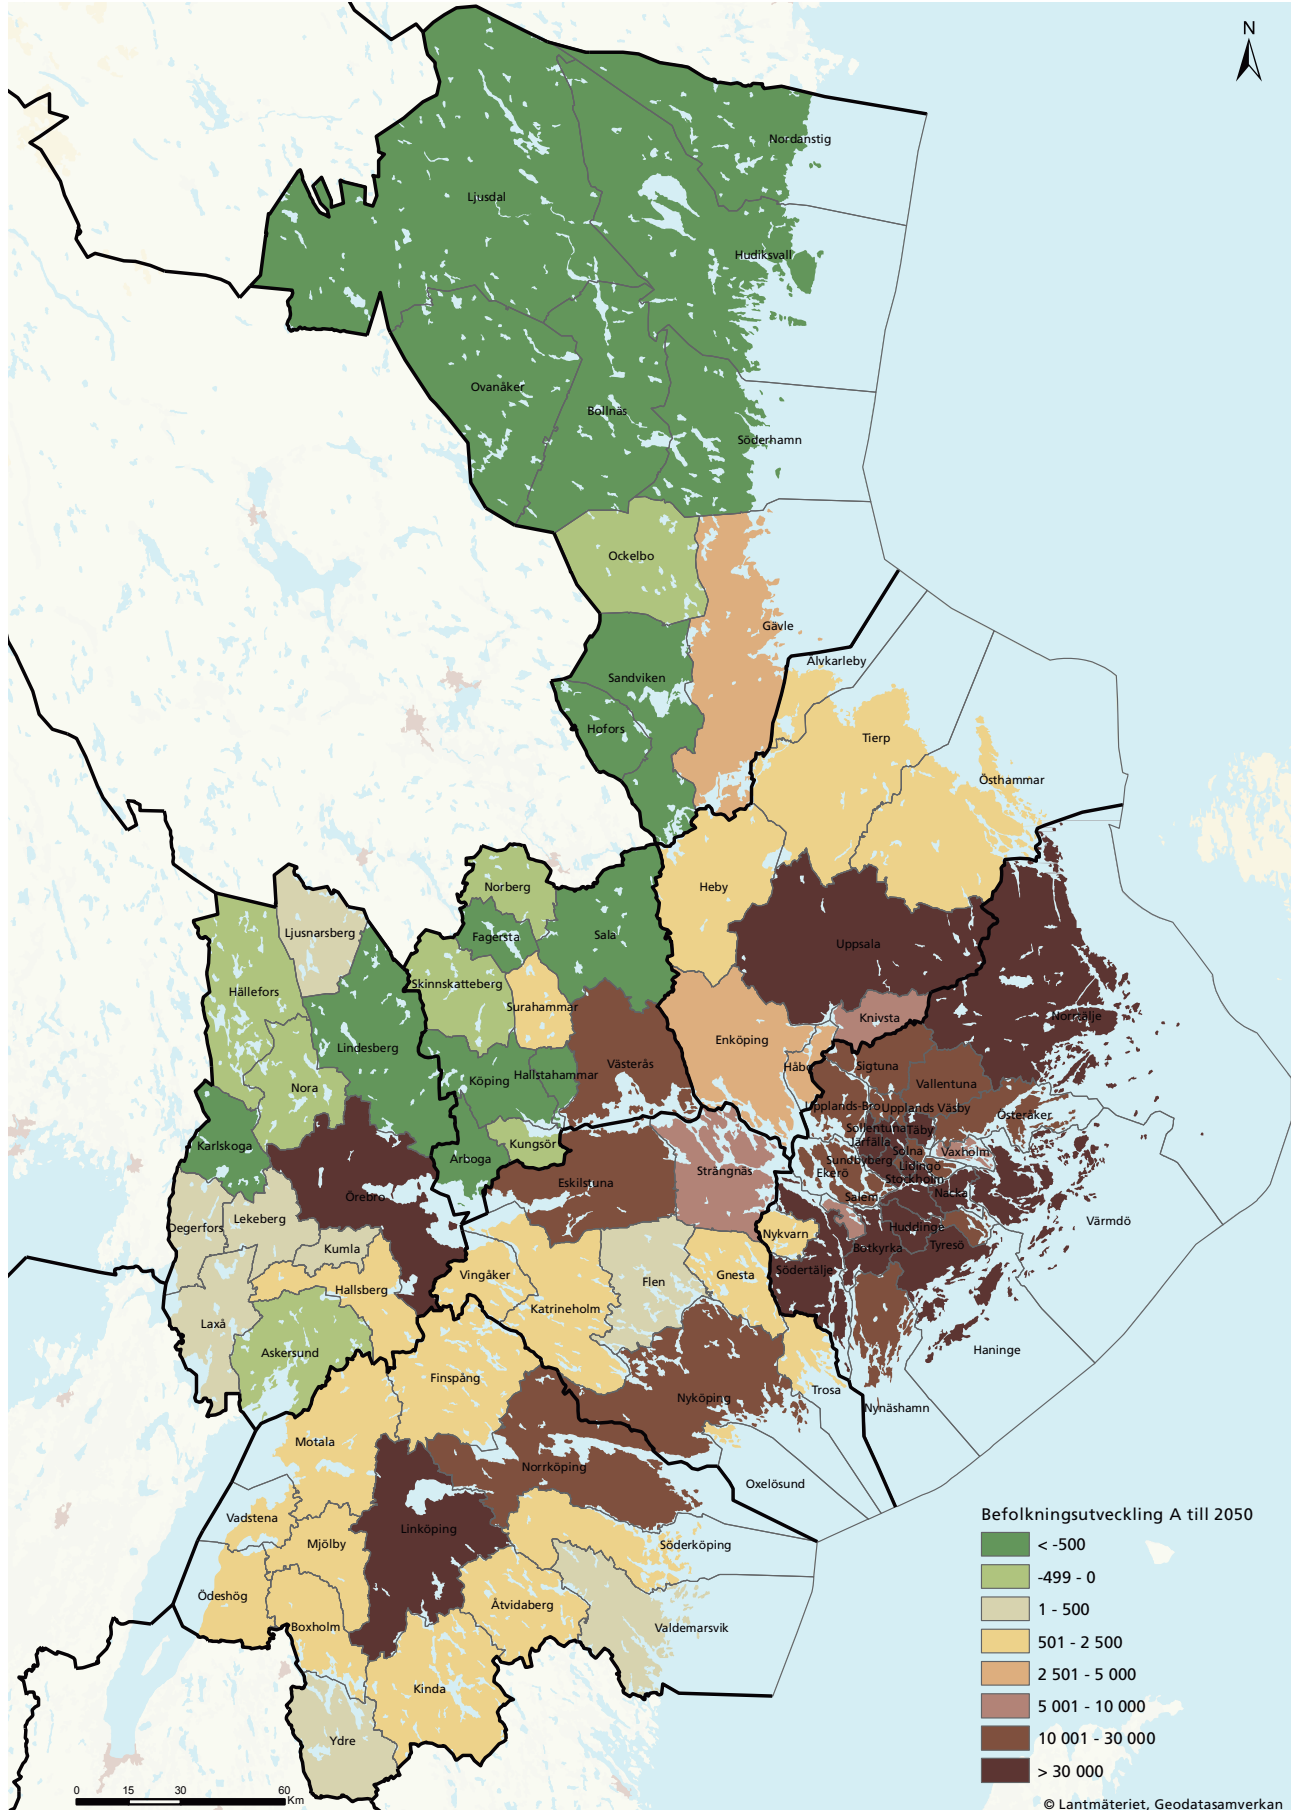 N
Nordanstig
Ljusdal
Hudiksvall
Ovanåker
Bollnäs
Söderhamn
Ockelbo
Gävle
Älvkarleby
Sandviken
Hofors
Tierp
Östhammar
Norberg
Heby
Ljusnarsberg
Fagersta
Sala
Uppsala
Hällefors
Skinnskatteberg
Surahammar
Norrtälje
Knivsta
Lindesberg
Enköping
Västerås
Håbo
Sigtuna
Köping
Hallstahammar
Nora
Vallentuna
Upplands-Bro
Upplands Väsby
Österåker
Karlskoga
Kungsör
Sollentuna
Täby
Järfälla
Arboga
Solna
Vaxholm
Sundbyberg
Lidingö
Strängnäs
Ekerö
Stockholm
Eskilstuna
Örebro
Salem
Nacka
Degerfors
Lekeberg
Värmdö
Huddinge
Nykvarn
Kumla
Botkyrka
Tyresö
Vingåker
Gnesta
Södertälje
Flen
Hallsberg
Katrineholm
Laxå
Askersund
Haninge
Finspång
Trosa
Nyköping
Nynäshamn
Motala
Norrköping
Oxelösund
Vadstena
Linköping
Mjölby
Söderköping
Ödeshög
Åtvidaberg
Boxholm
Valdemarsvik
Kinda
Ydre
Befolkningsutveckling A till 2050
< -500
-499 - 0
1 - 500
501 - 2 500
2 501 - 5 000
5 001 - 10 000
10 001 - 30 000
> 30 000
0 15 30 60
Km
© Lantmäteriet, Geodatasamverkan